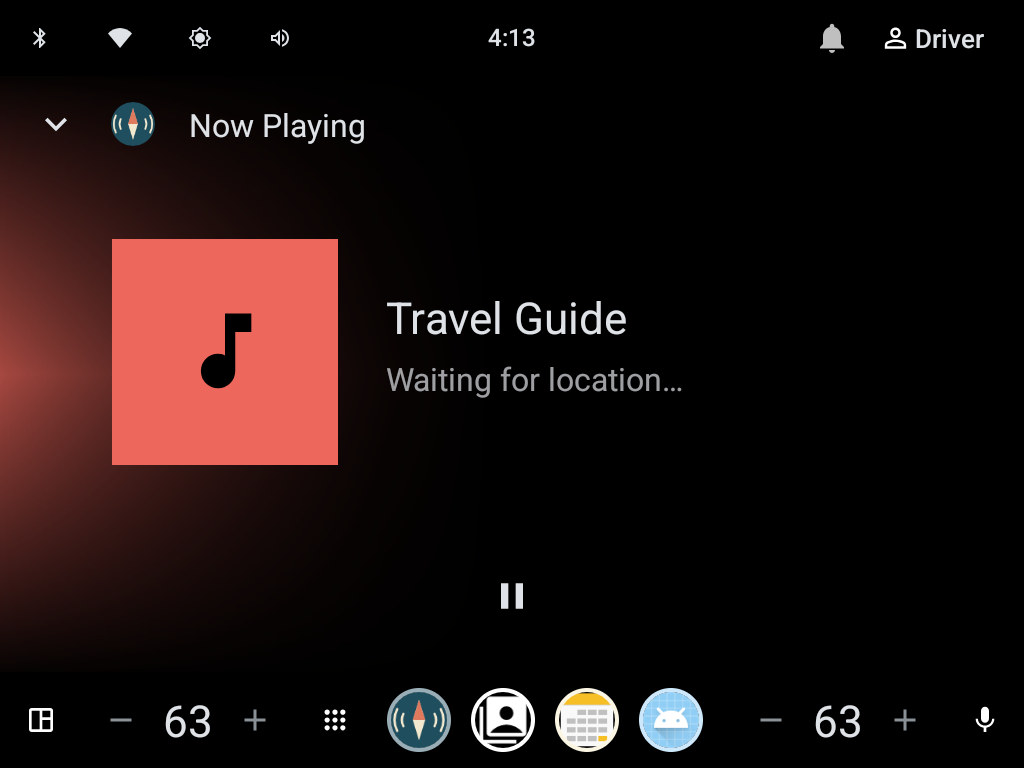 4:13
Driver
Now Playing
Travel Guide
Waiting for location…
63
63